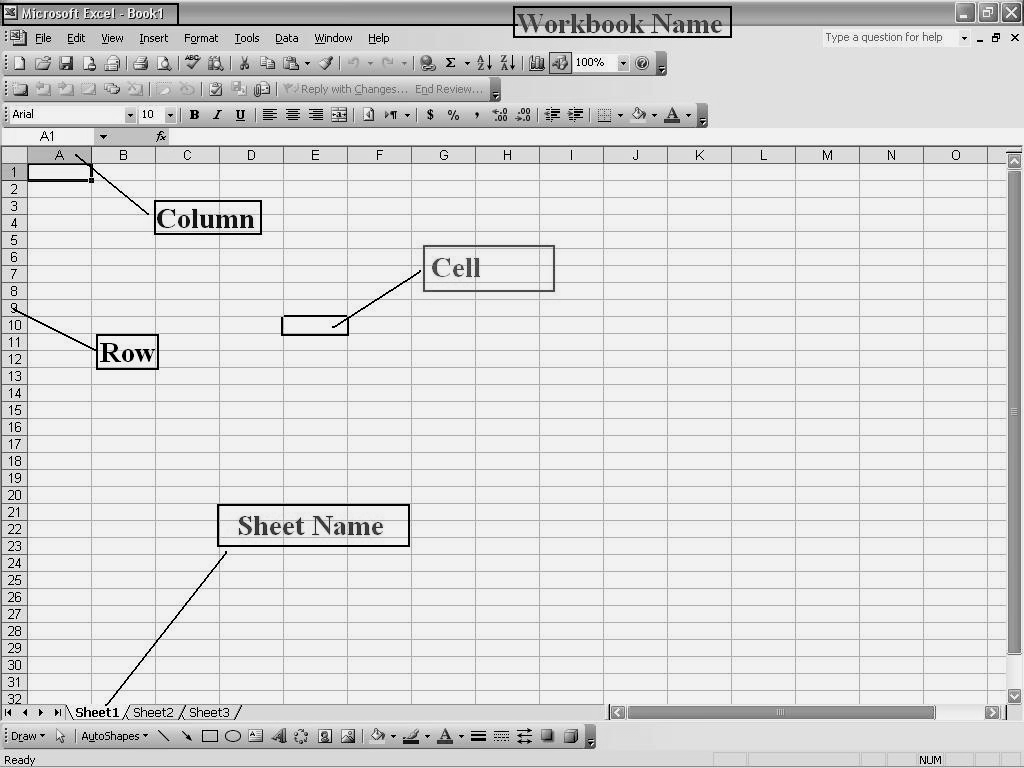 Microsoft Excel - Book1
Workbook Name
File Edit View Insert Format Tools Data Window Help
Type a question for help
100%
Reply with Changes... End Review...
Arial 10 B I U $ % ,
A1 fx
A B C D E F G H I J K L M N O
1
2
3
Column
4
5
6
Cell
7
8
9
10
11
Row
12
13
14
15
16
17
18
19
20
21
Sheet Name
22
23
24
25
26
27
28
29
30
31
32
Sheet1 Sheet2 Sheet3
Draw AutoShapes
Ready NUM